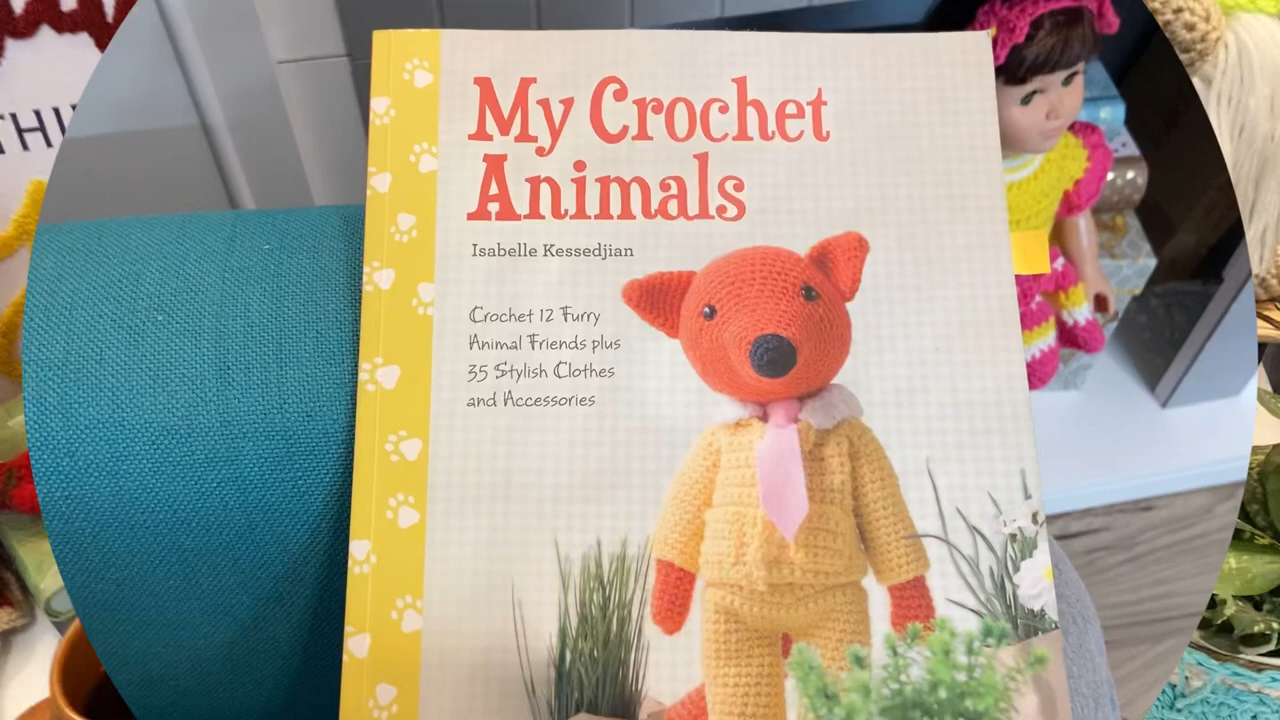 My Crochet
Animals
Isabelle Kessedjian
Crochet 12 Furry
Animal Friends plus
35 Stylish Clothes
and Accessories